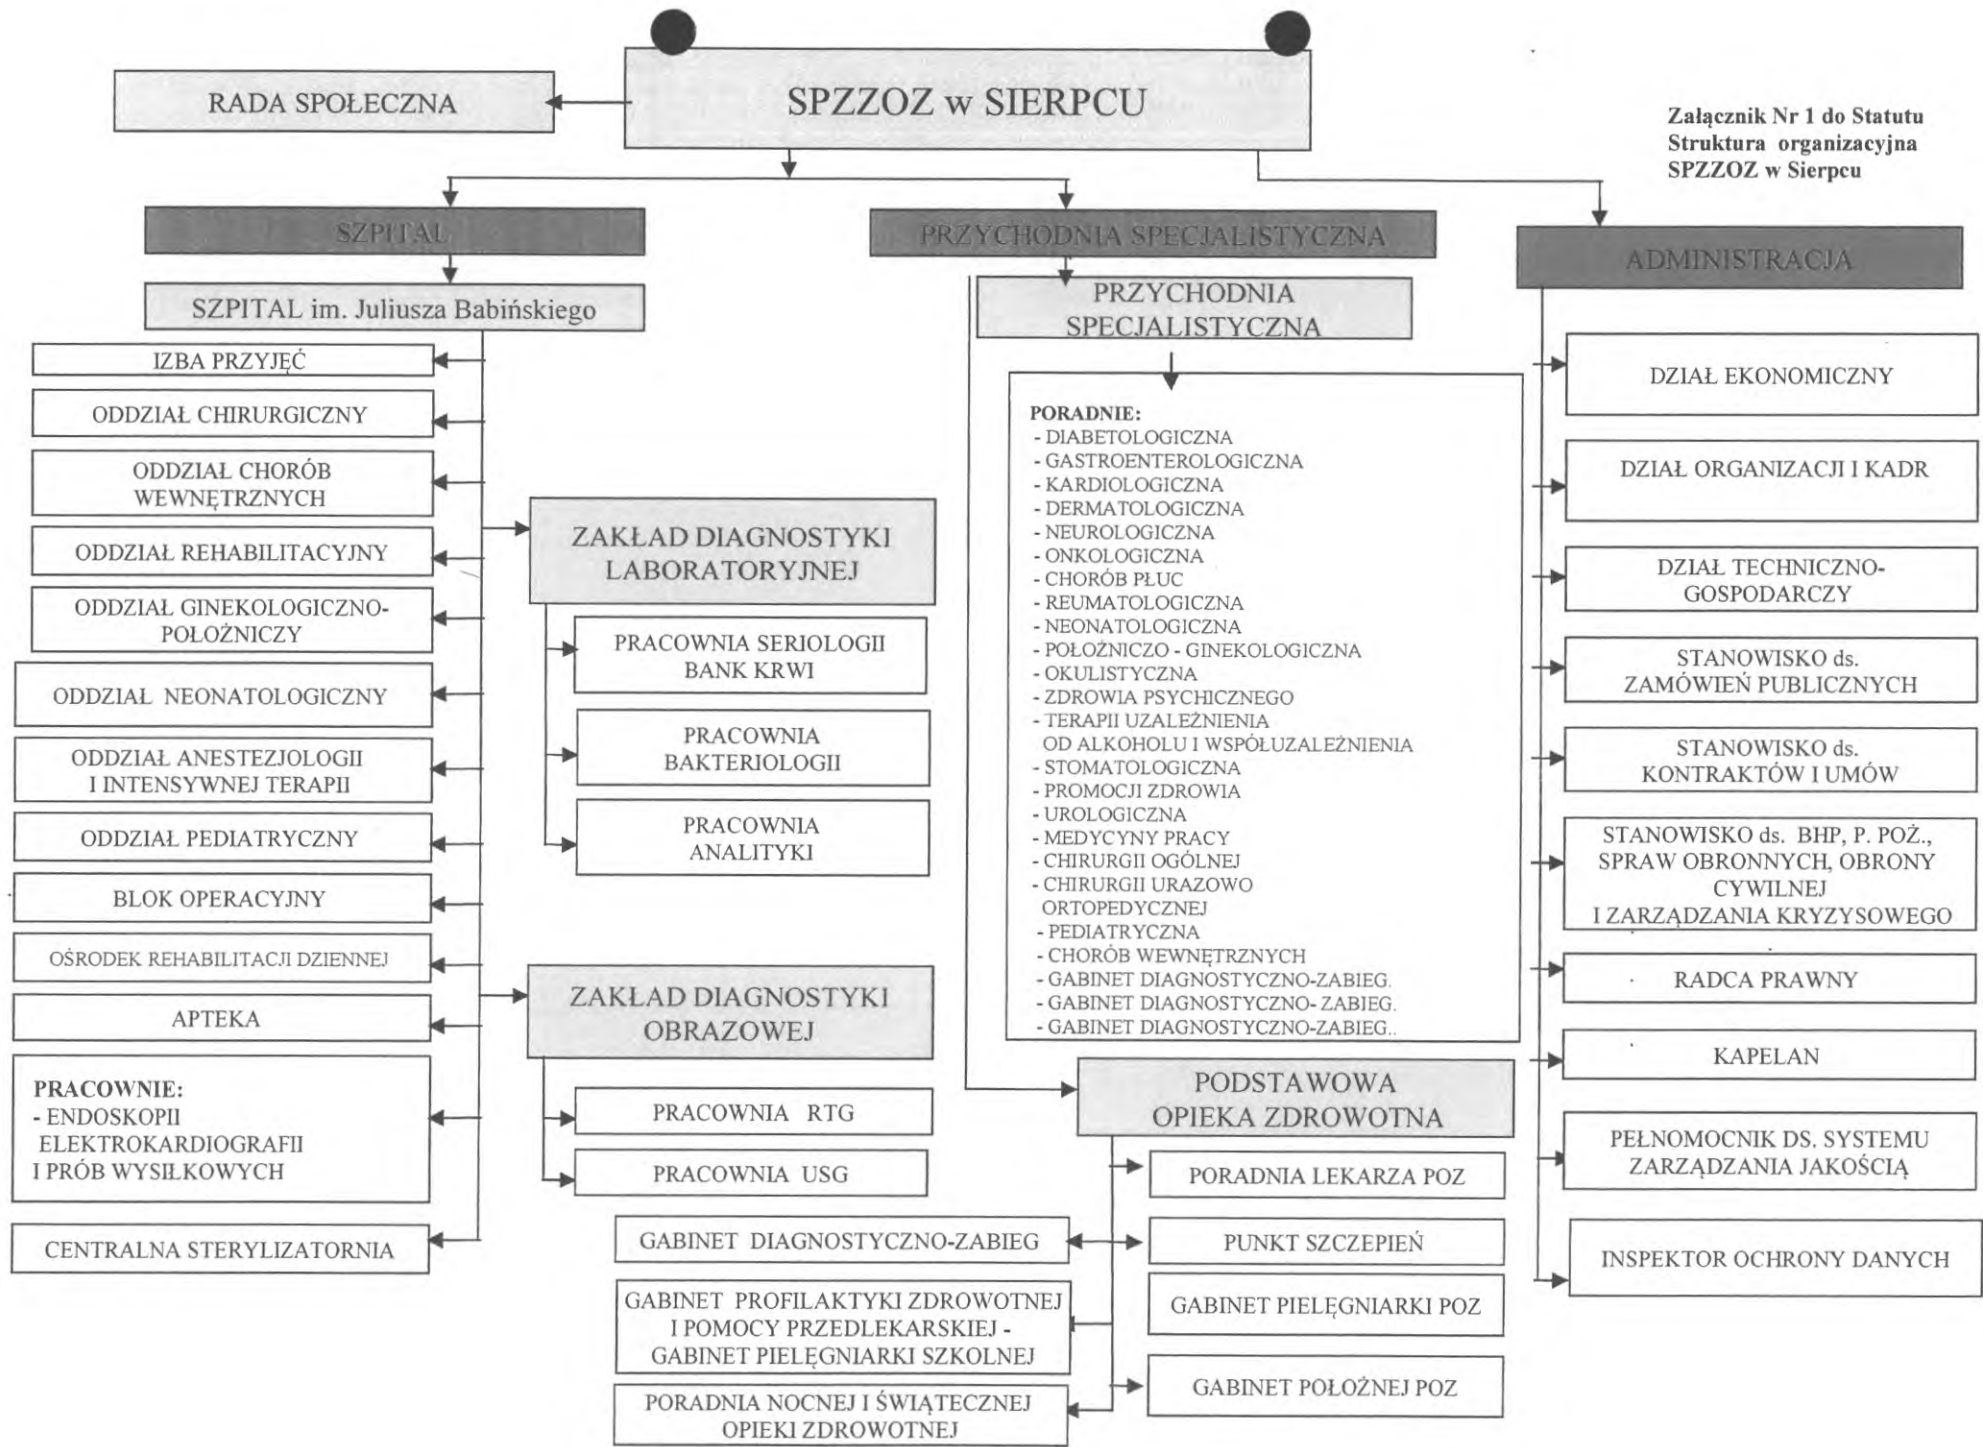 SPZZOZ w SIERPCU
RADA SPOŁECZNA
Załącznik Nr 1 do Statutu
Struktura organizacyjna
SPZZOZ w Sierpcu
SZPITAL
SZPITAL im. Juliusza Babińskiego
IZBA PRZYJĘĆ
ODDZIAŁ CHIRURGICZNY
ODDZIAŁ CHORÓB
WEWNĘTRZNYCH
ODDZIAŁ REHABILITACYJNY
ODDZIAŁ GINEKOLOGICZNO-
POŁOŻNICZY
ODDZIAŁ NEONATOLOGICZNY
ODDZIAŁ ANESTEZJOLOGII
I INTENSYWNEJ TERAPII
ODDZIAŁ PEDIATRYCZNY
BLOK OPERACYJNY
OŚRODEK REHABILITACJI DZIENNEJ
APTEKA
PRACOWNIE:
- ENDOSKOPII
ELEKTROKARDIOGRAFII
I PRÓB WYSIŁKOWYCH
CENTRALNA STERYLIZATORNIA
ZAKŁAD DIAGNOSTYKI
LABORATORYJNEJ
PRACOWNIA SERIOLOGII
BANK KRWI
PRACOWNIA
BAKTERIOLOGII
PRACOWNIA
ANALITYKI
ZAKŁAD DIAGNOSTYKI
OBRAZOWEJ
PRACOWNIA RTG
PRACOWNIA USG
PRZYCHODNIA SPECJALISTYCZNA
PRZYCHODNIA
SPECJALISTYCZNA
PORADNIE:
- DIABETOLOGICZNA
- GASTROENTEROLOGICZNA
- KARDIOLOGICZNA
- DERMATOLOGICZNA
- NEUROLOGICZNA
- ONKOLOGICZNA
- CHORÓB PŁUC
- REUMATOLOGICZNA
- NEONATOLOGICZNA
- POŁOŻNICZO - GINEKOLOGICZNA
- OKULISTYCZNA
- ZDROWIA PSYCHICZNEGO
- TERAPII UZALEŻNIENIA
OD ALKOHOLU I WSPÓŁUZALEŻNIENIA
- STOMATOLOGICZNA
- PROMOCJI ZDROWIA
- UROLOGICZNA
- MEDYCYNY PRACY
- CHIRURGII OGÓLNEJ
- CHIRURGII URAZOWO
ORTOPEDYCZNEJ
- PEDIATRYCZNA
- CHORÓB WEWNĘTRZNYCH
- GABINET DIAGNOSTYCZNO-ZABIEG.
- GABINET DIAGNOSTYCZNO- ZABIEG.
- GABINET DIAGNOSTYCZNO-ZABIEG..
PODSTAWOWA
OPIEKA ZDROWOTNA
PORADNIA LEKARZA POZ
PUNKT SZCZEPIEŃ
GABINET PIELĘGNIARKI POZ
GABINET POŁOŻNEJ POZ
GABINET DIAGNOSTYCZNO-ZABIEG
GABINET PROFILAKTYKI ZDROWOTNEJ
I POMOCY PRZEDLEKARSKIEJ -
GABINET PIELĘGNIARKI SZKOLNEJ
PORADNIA NOCNEJ I ŚWIĄTECZNEJ
OPIEKI ZDROWOTNEJ
ADMINISTRACJA
DZIAŁ EKONOMICZNY
DZIAŁ ORGANIZACJI I KADR
DZIAŁ TECHNICZNO-
GOSPODARCZY
STANOWISKO ds.
ZAMÓWIEŃ PUBLICZNYCH
STANOWISKO ds.
KONTRAKTÓW I UMÓW
STANOWISKO ds. BHP, P. POŻ.,
SPRAW OBRONNYCH, OBRONY
CYWILNEJ
I ZARZĄDZANIA KRYZYSOWEGO
RADCA PRAWNY
KAPELAN
PEŁNOMOCNIK DS. SYSTEMU
ZARZĄDZANIA JAKOŚCIĄ
INSPEKTOR OCHRONY DANYCH